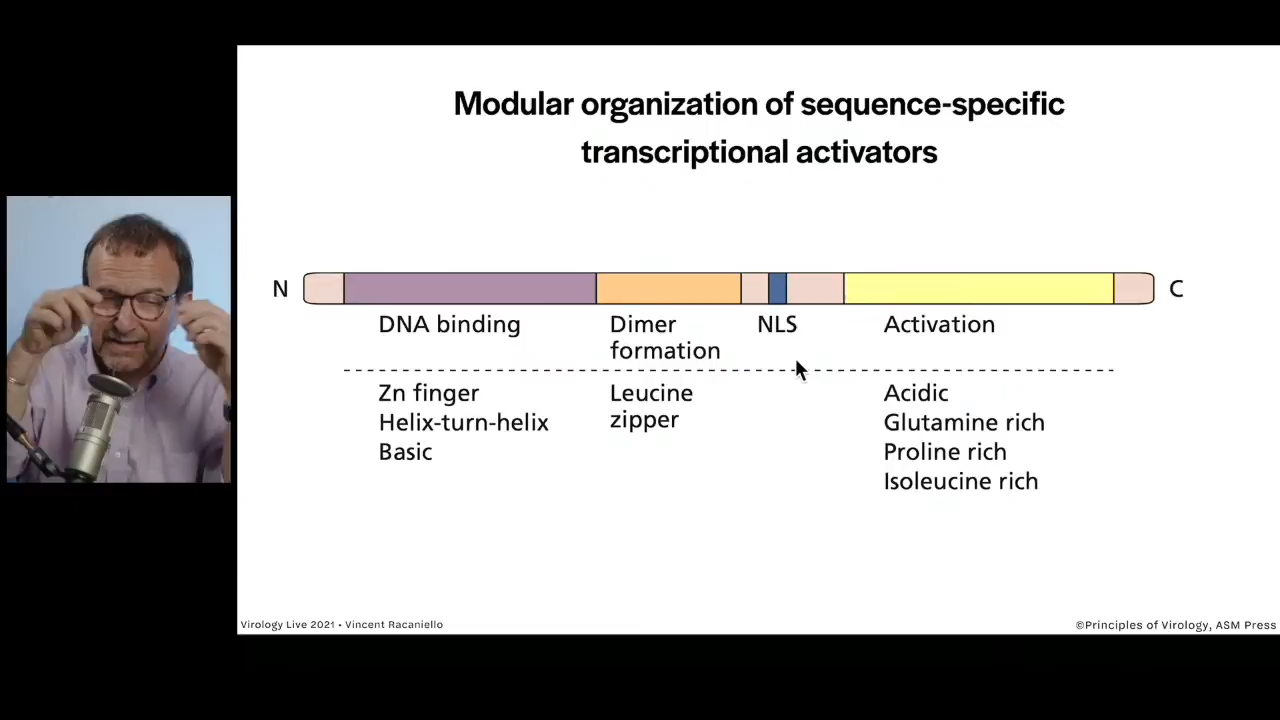 Modular organization of sequence-specific
transcriptional activators
N
C
DNA binding
Dimer
formation
NLS
Activation
Zn finger
Helix-turn-helix
Basic
Leucine
zipper
Acidic
Glutamine rich
Proline rich
Isoleucine rich
Virology Live 2021 • Vincent Racaniello
©Principles of Virology, ASM Press